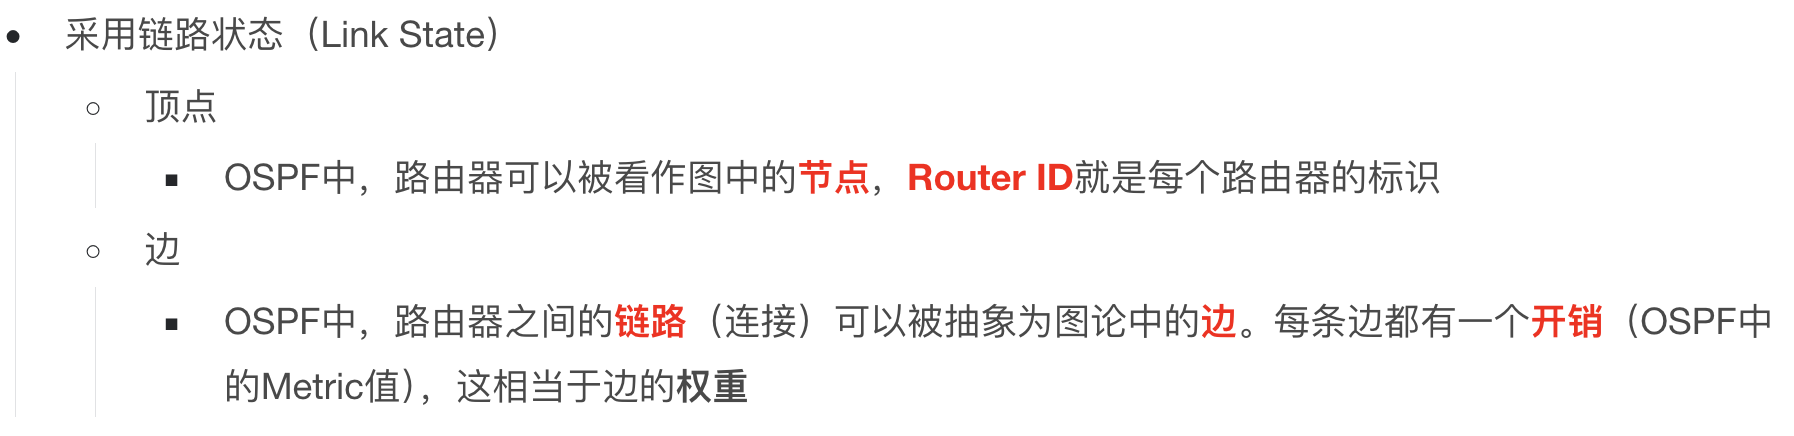 采用链路状态（Link State）
顶点
OSPF中，路由器可以被看作图中的节点，Router ID就是每个路由器的标识
边
OSPF中，路由器之间的链路（连接）可以被抽象为图论中的边。每条边都有一个开销（OSPF中
的Metric值），这相当于边的权重